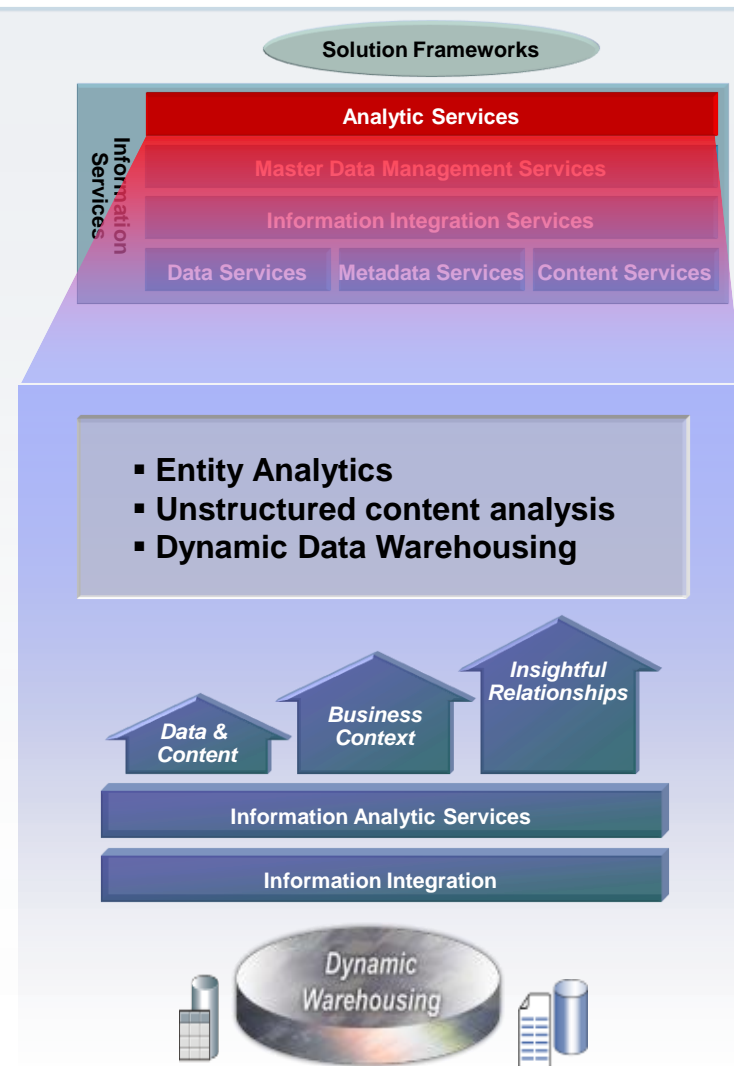 Solution Frameworks
Information
Services
Analytic Services
Master Data Management Services
Information Integration Services
Data Services
Metadata Services
Content Services
▪ Entity Analytics
▪ Unstructured content analysis
▪ Dynamic Data Warehousing
Data &
Content
Business
Context
Insightful
Relationships
Information Analytic Services
Information Integration
Dynamic
Warehousing